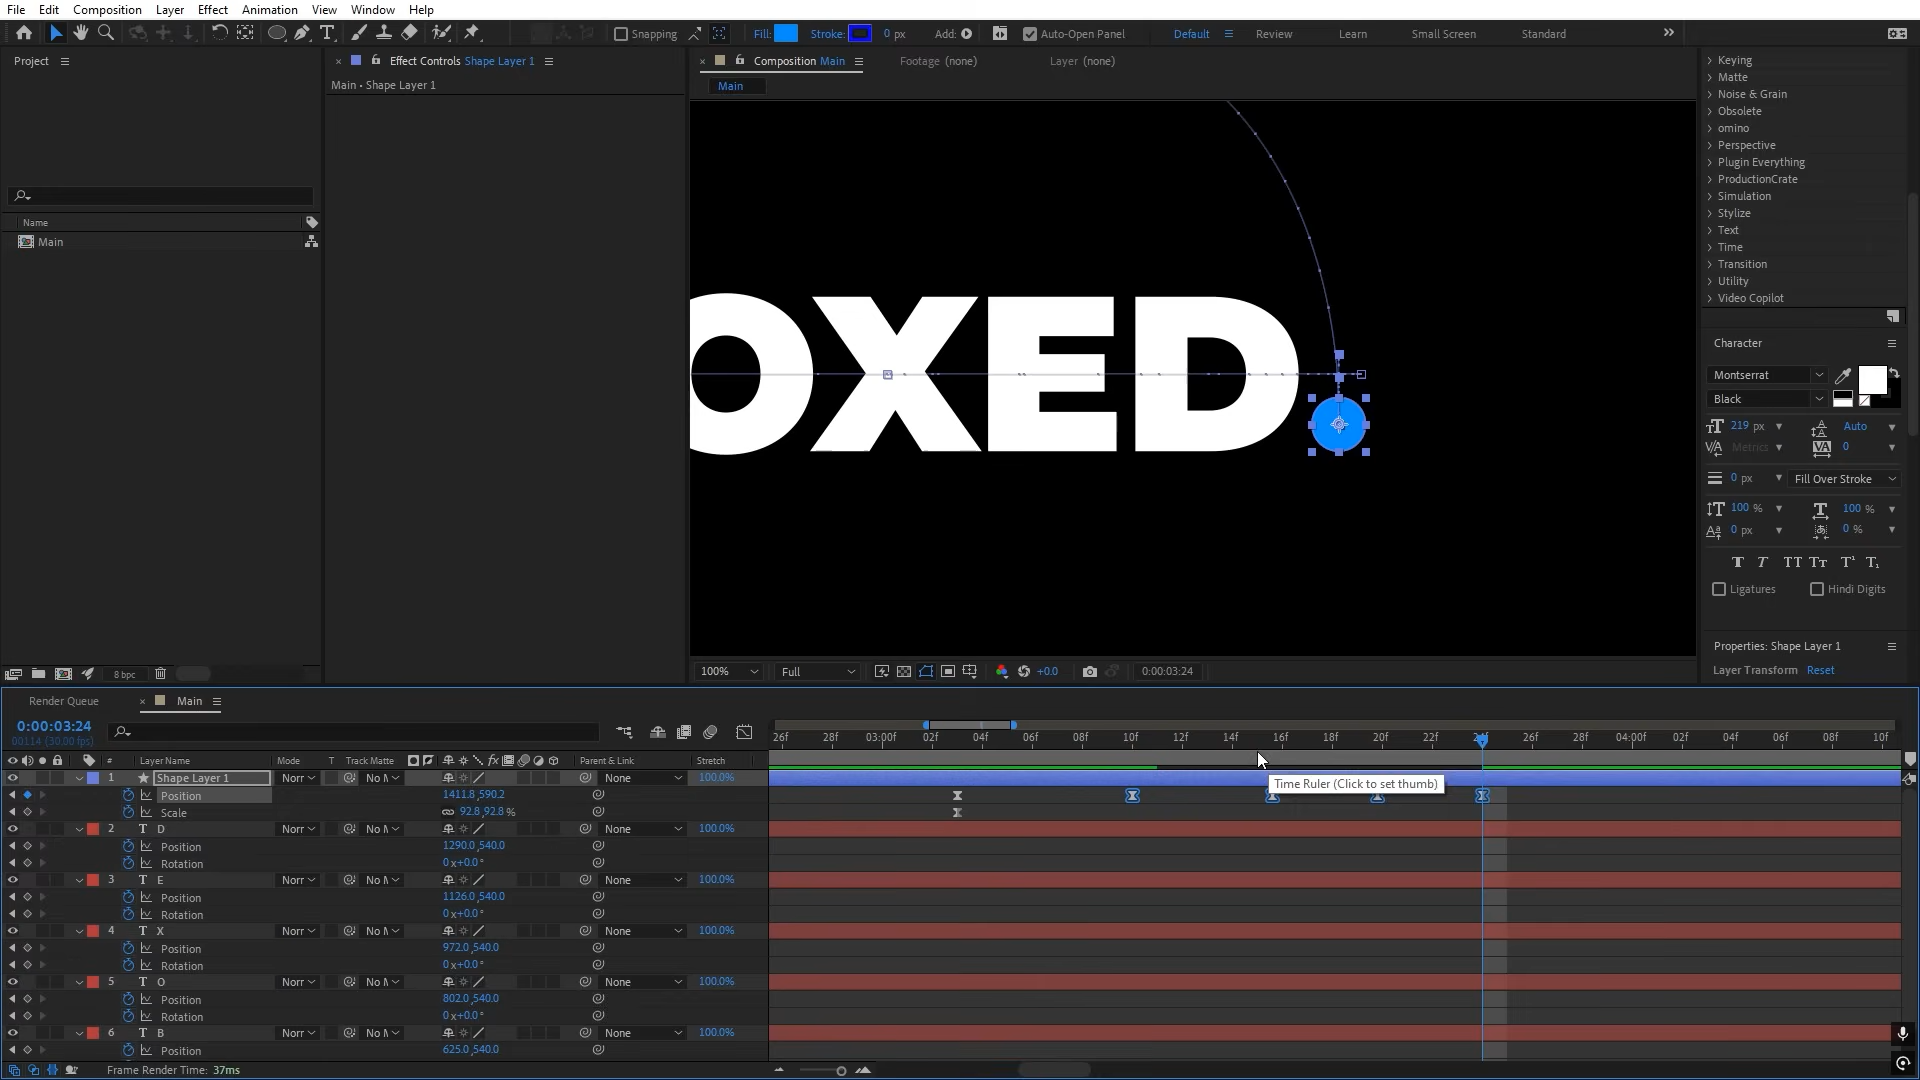 File Edit Composition Layer Effect Animation View Window Help
Snapping Fill: Stroke: 0 px Add: Auto-Open Panel Default Review Learn Small Screen Standard
Project
Effect Controls Shape Layer 1
Main • Shape Layer 1
Composition Main
Footage (none)
Layer (none)
Main
Name
Main
OXED
Keying
Matte
Noise & Grain
Obsolete
omino
Perspective
Plugin Everything
ProductionCrate
Simulation
Stylize
Text
Time
Transition
Utility
Video Copilot
Character
Montserrat
Black
219 px Auto
Metrics 0
0 px Fill Over Stroke
100 % 100 %
0 px 0 %
Ligatures Hindi Digits
Properties: Shape Layer 1
Layer Transform Reset
8 bpc
100% Full +0.0 0:00:03:24
Render Queue Main
0:00:03:24
00114 (30.00 fps)
26f 28f 03:00f 02f 04f 06f 08f 10f 12f 14f 16f 18f 20f 22f 26f 28f 04:00f 02f 04f 06f 08f 10f
# Layer Name Mode T Track Matte Parent & Link Stretch
1 Shape Layer 1 Norr No M None 100.0%
Position 1411.8,590.2
Time Ruler (Click to set thumb)
Scale 92.8,92.8 %
2 T D Norr No M None 100.0%
Position 1290.0,540.0
Rotation 0x+0.0°
3 T E Norr No M None 100.0%
Position 1126.0,540.0
Rotation 0x+0.0°
4 T X Norr No M None 100.0%
Position 972.0,540.0
Rotation 0x+0.0°
5 T O Norr No M None 100.0%
Position 802.0,540.0
Rotation 0x+0.0°
6 T B Norr No M None 100.0%
Position 625.0,540.0
Frame Render Time: 37ms